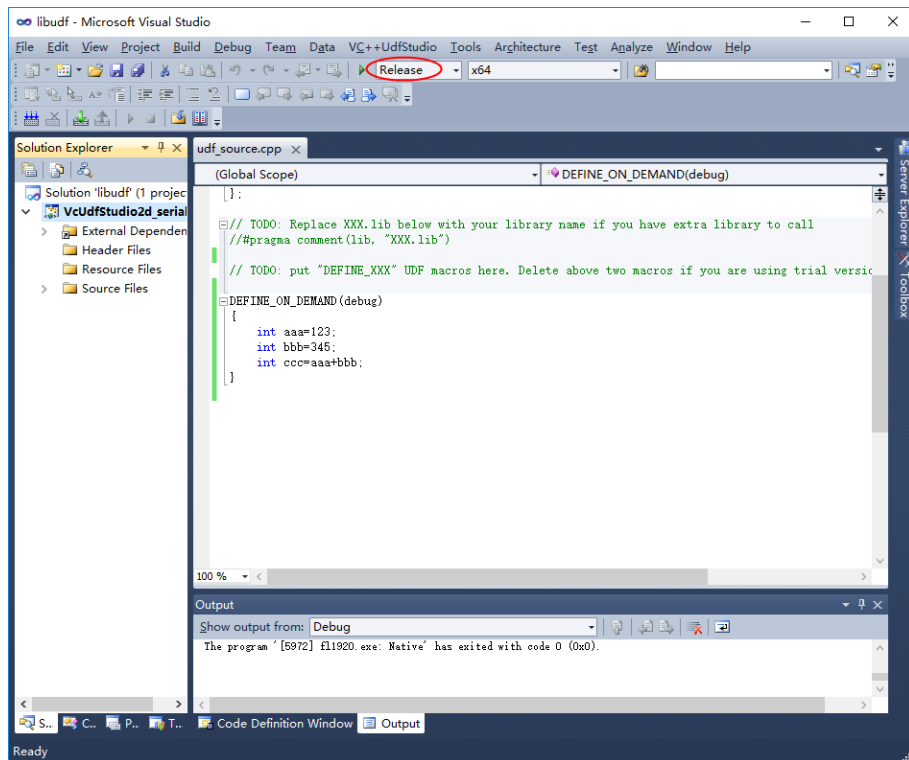 libudf - Microsoft Visual Studio
File Edit View Project Build Debug Team Data VC++UdfStudio Tools Architecture Test Analyze Window Help
Release x64
Solution Explorer
udf_source.cpp
(Global Scope) DEFINE_ON_DEMAND(debug)
Solution 'libudf' (1 projec
VcUdfStudio2d_serial
External Dependen
Header Files
Resource Files
Source Files
};
// TODO: Replace XXX.lib below with your library name if you have extra library to call
//#pragma comment(lib, "XXX.lib")
// TODO: put "DEFINE_XXX" UDF macros here. Delete above two macros if you are using trial versio
DEFINE_ON_DEMAND(debug)
{
int aaa=123;
int bbb=345;
int ccc=aaa+bbb;
}
Server Explorer
Toolbox
100 %
Output
Show output from: Debug
The program '[5972] fl1920.exe: Native' has exited with code 0 (0x0).
S... C... P... T... Code Definition Window Output
Ready